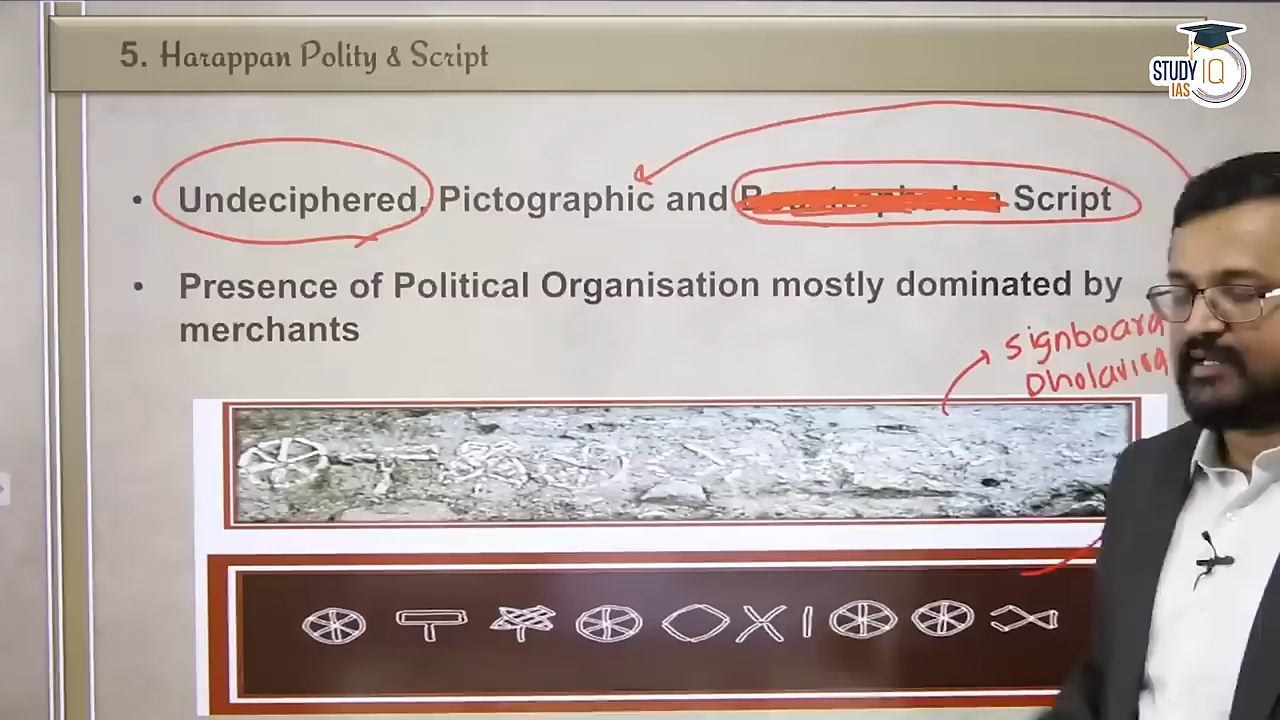 5. Harappan Polity & Script
STUDY IQ
IAS
• Undeciphered, Pictographic and Script
• Presence of Political Organisation mostly dominated by
merchants
Signboard
Dholavira